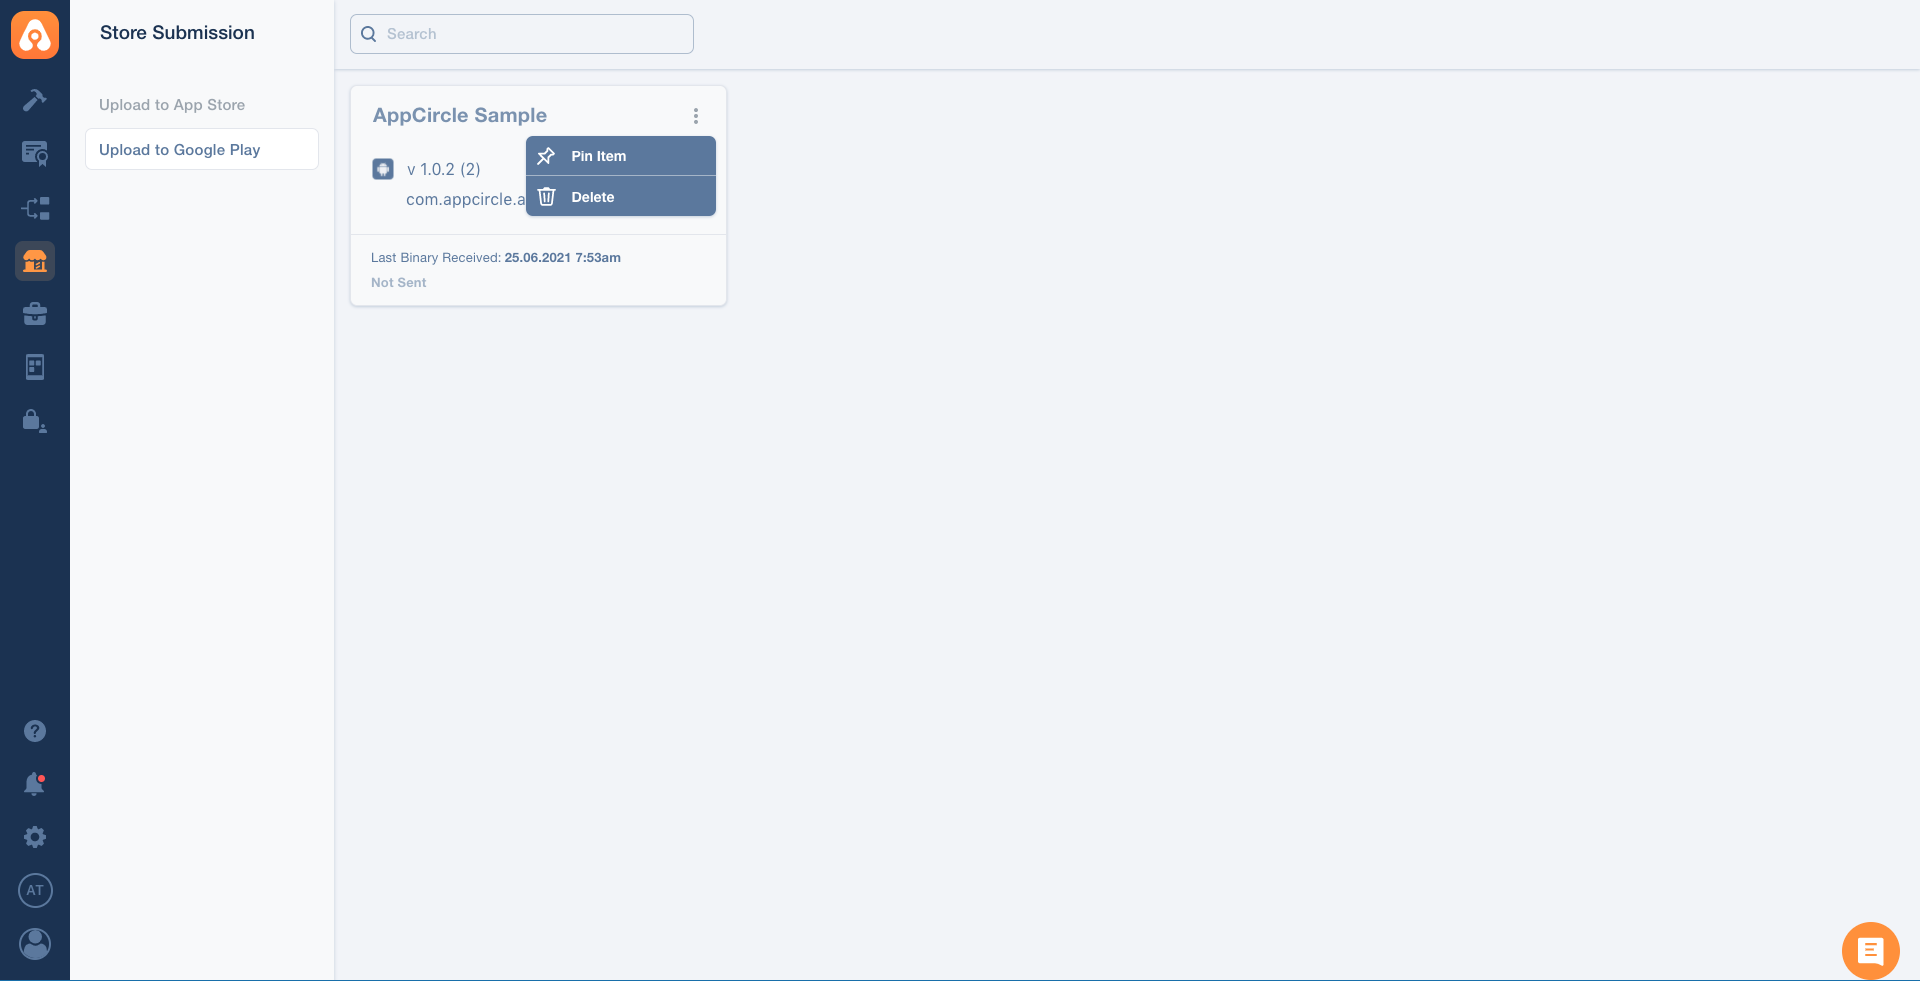 Store Submission
Search
Upload to App Store
Upload to Google Play
AppCircle Sample
Pin Item
v 1.0.2 (2)
Delete
com.appcircle.a
Last Binary Received: 25.06.2021 7:53am
Not Sent
AT